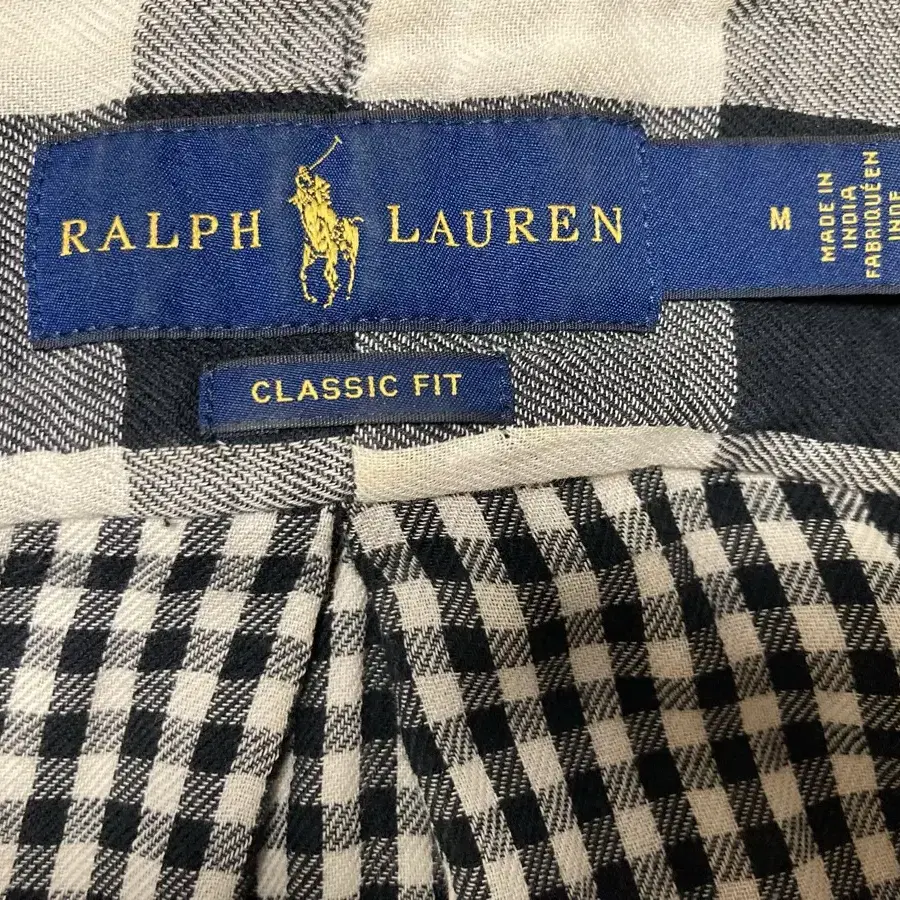 RALPH LAUREN
CLASSIC FIT
M
MADE IN
INDIA
FABRIQUÉ EN
INDE